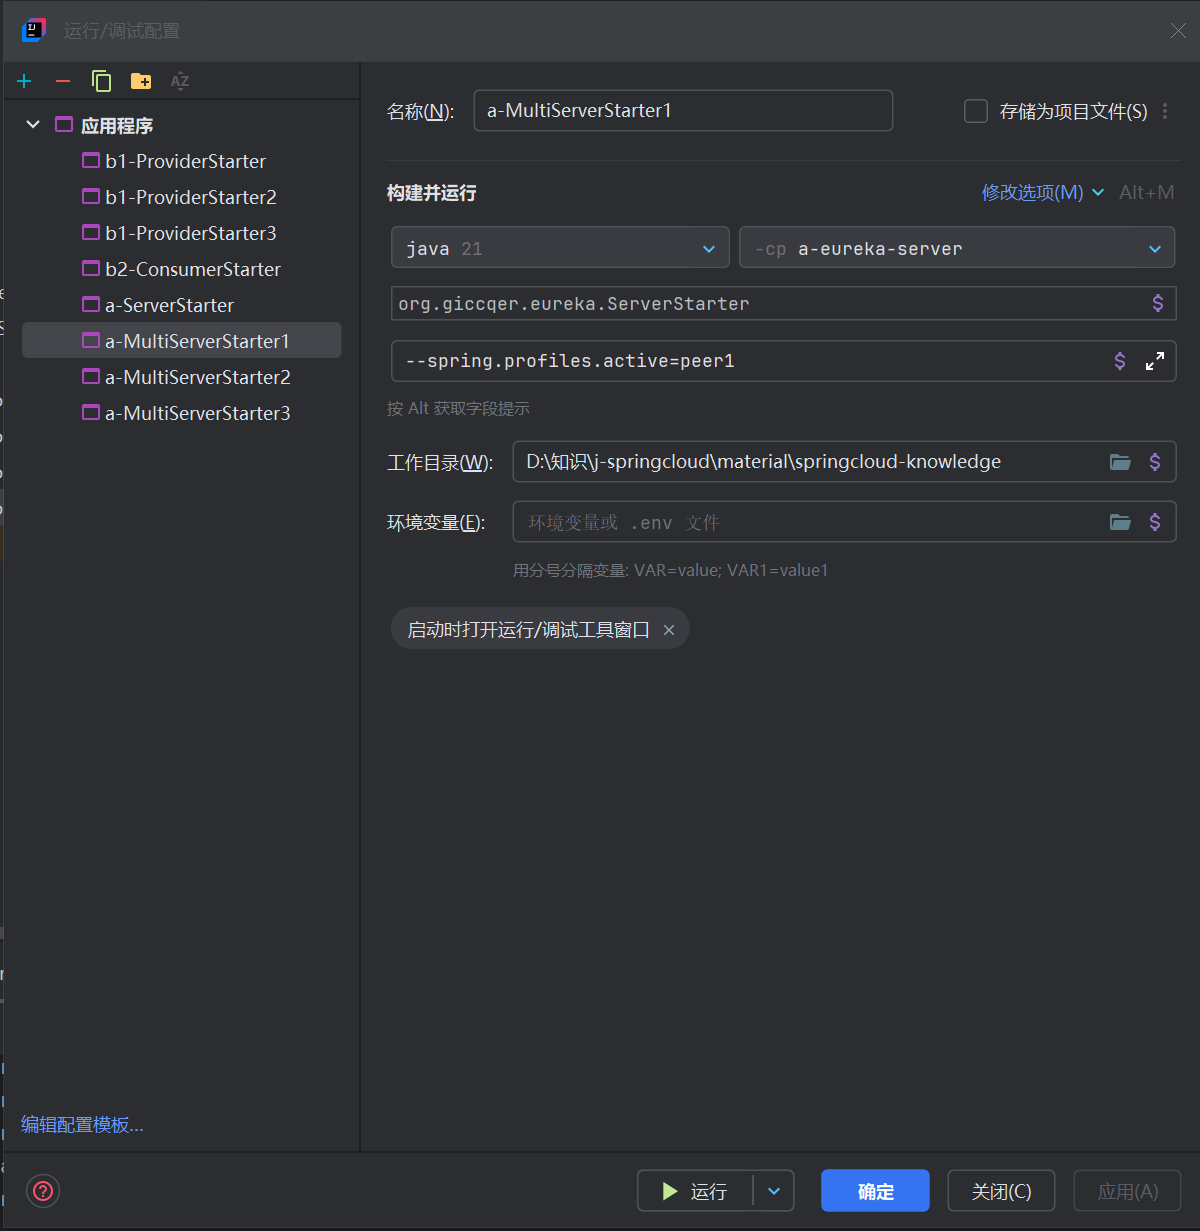 运行/调试配置
应用程序
b1-ProviderStarter
b1-ProviderStarter2
b1-ProviderStarter3
b2-ConsumerStarter
a-ServerStarter
a-MultiServerStarter1
a-MultiServerStarter2
a-MultiServerStarter3
编辑配置模板...
名称(N): a-MultiServerStarter1 存储为项目文件(S)
构建并运行 修改选项(M) Alt+M
java 21 -cp a-eureka-server
org.giccqer.eureka.ServerStarter
--spring.profiles.active=peer1
按 Alt 获取字段提示
工作目录(W): D:\知识\j-springcloud\material\springcloud-knowledge
环境变量(E): 环境变量或 .env 文件
用分号分隔变量: VAR=value; VAR1=value1
启动时打开运行/调试工具窗口
运行 确定 关闭(C) 应用(A)